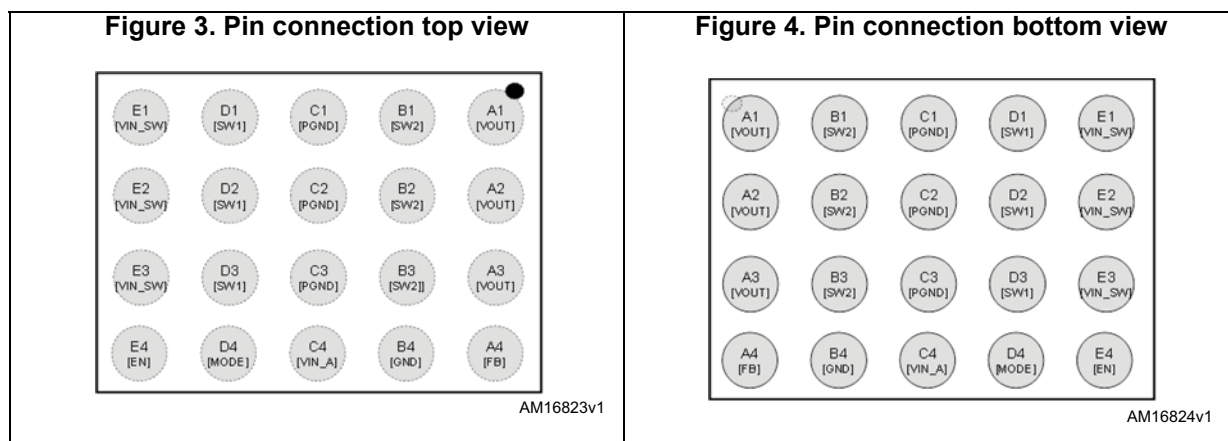 Figure 3. Pin connection top view
E1 D1 C1 B1 A1
[VIN_SW] [SW1] [PGND] [SW2] [VOUT]
E2 D2 C2 B2 A2
[VIN_SW] [SW1] [PGND] [SW2] [VOUT]
E3 D3 C3 B3 A3
[VIN_SW] [SW1] [PGND] [SW2]] [VOUT]
E4 D4 C4 B4 A4
[EN] [MODE] [VIN_A] [GND] [FB]
AM16823v1
Figure 4. Pin connection bottom view
A1 B1 C1 D1 E1
[VOUT] [SW2] [PGND] [SW1] [VIN_SW]
A2 B2 C2 D2 E2
[VOUT] [SW2] [PGND] [SW1] [VIN_SW]
A3 B3 C3 D3 E3
[VOUT] [SW2] [PGND] [SW1] [VIN_SW]
A4 B4 C4 D4 E4
[FB] [GND] [VIN_A] [MODE] [EN]
AM16824v1